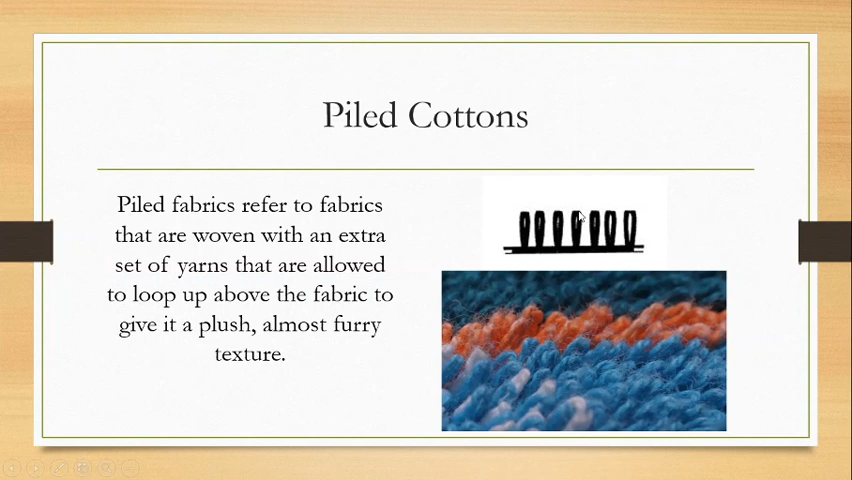 Piled Cottons
Piled fabrics refer to fabrics
that are woven with an extra
set of yarns that are allowed
to loop up above the fabric to
give it a plush, almost furry
texture.